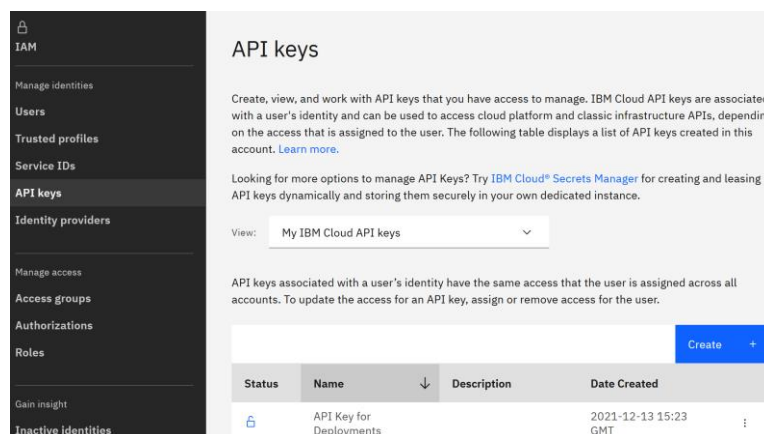 IAM
Manage identities
Users
Trusted profiles
Service IDs
API keys
Identity providers
Manage access
Access groups
Authorizations
Roles
Gain insight
Inactive identities
API keys
Create, view, and work with API keys that you have access to manage. IBM Cloud API keys are associated
with a user's identity and can be used to access cloud platform and classic infrastructure APIs, dependin
on the access that is assigned to the user. The following table displays a list of API keys created in this
account. Learn more.
Looking for more options to manage API Keys? Try IBM Cloud® Secrets Manager for creating and leasing
API keys dynamically and storing them securely in your own dedicated instance.
View: My IBM Cloud API keys
API keys associated with a user's identity have the same access that the user is assigned across all
accounts. To update the access for an API key, assign or remove access for the user.
Create +
Status Name Description Date Created
API Key for 2021-12-13 15:23
Deployments GMT